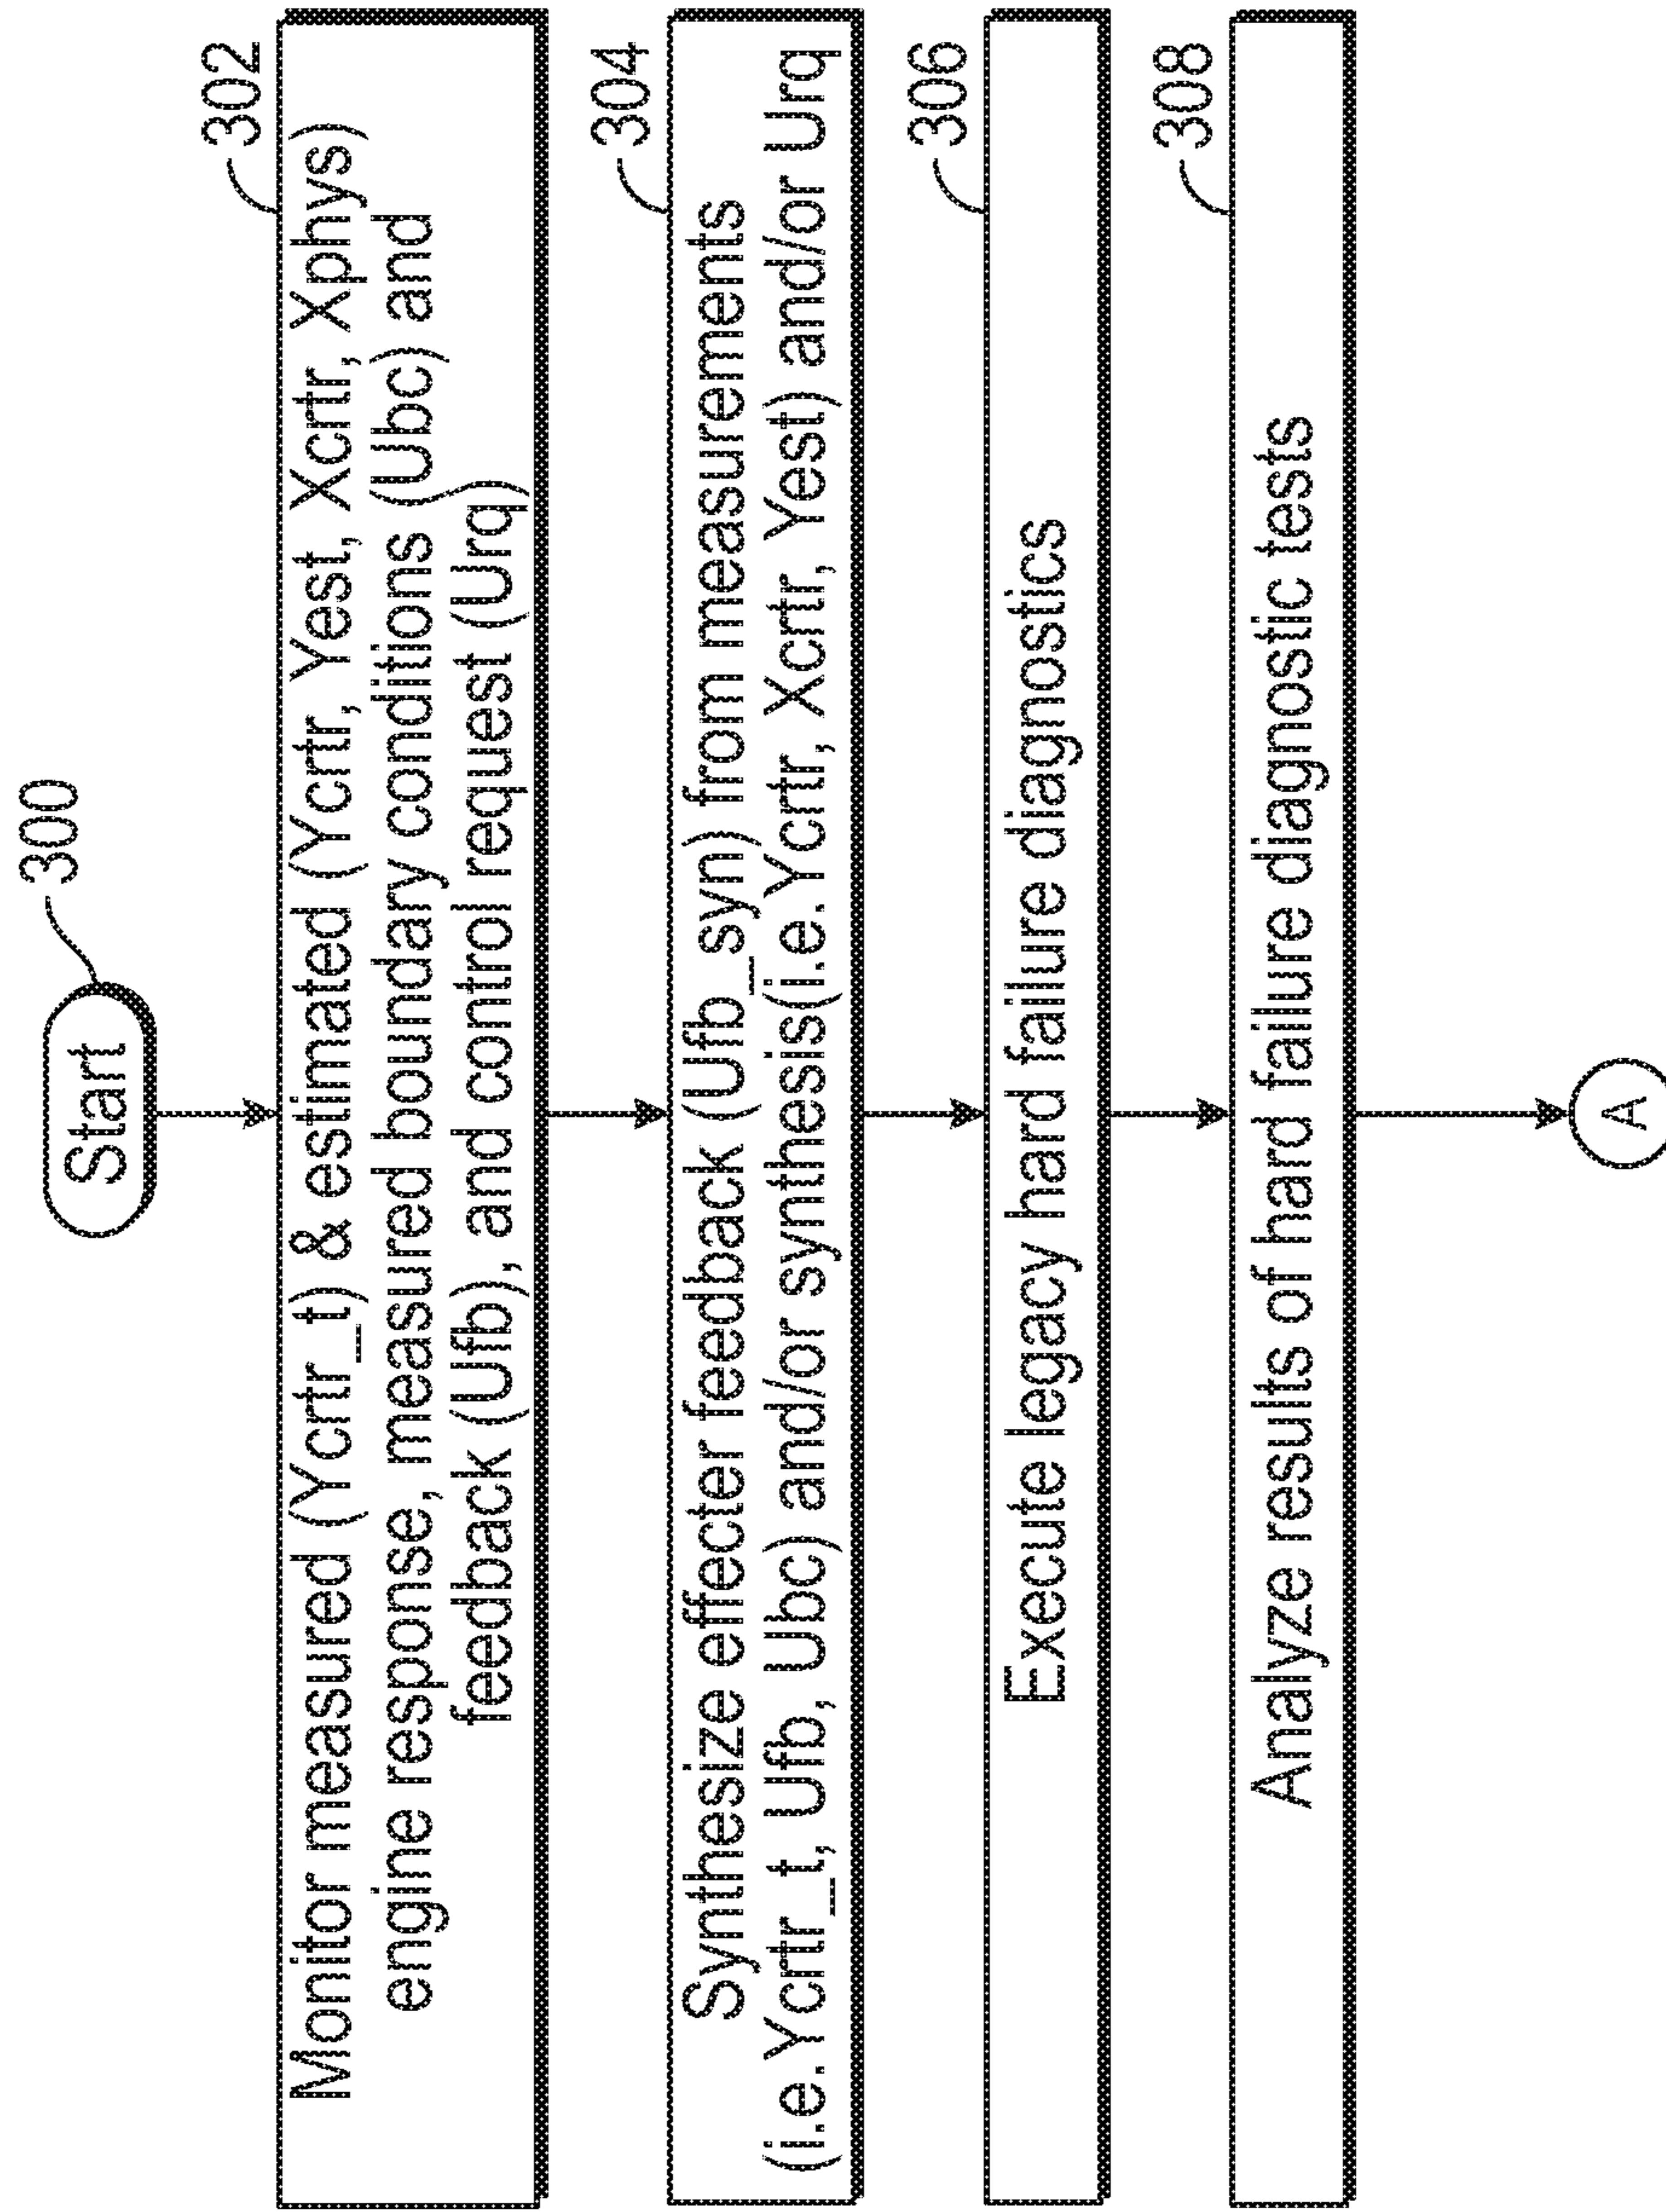 300
Start
302
Monitor measured (Ycrtr_t) & estimated (Ycrtr, Yest, Xcrtr, Xphys)
engine response, measured boundary conditions (Ubc) and
feedback (Ufb), and control request (Urq)
304
Synthesize effecter feedback (Ufb_syn) from measurements
(i.e.Ycrtr_t, Ufb, Ubc) and/or synthesis(i.e.Ycrtr, Xcrtr, Yest) and/or Urq
306
Execute legacy hard failure diagnostics
308
Analyze results of hard failure diagnostic tests
A